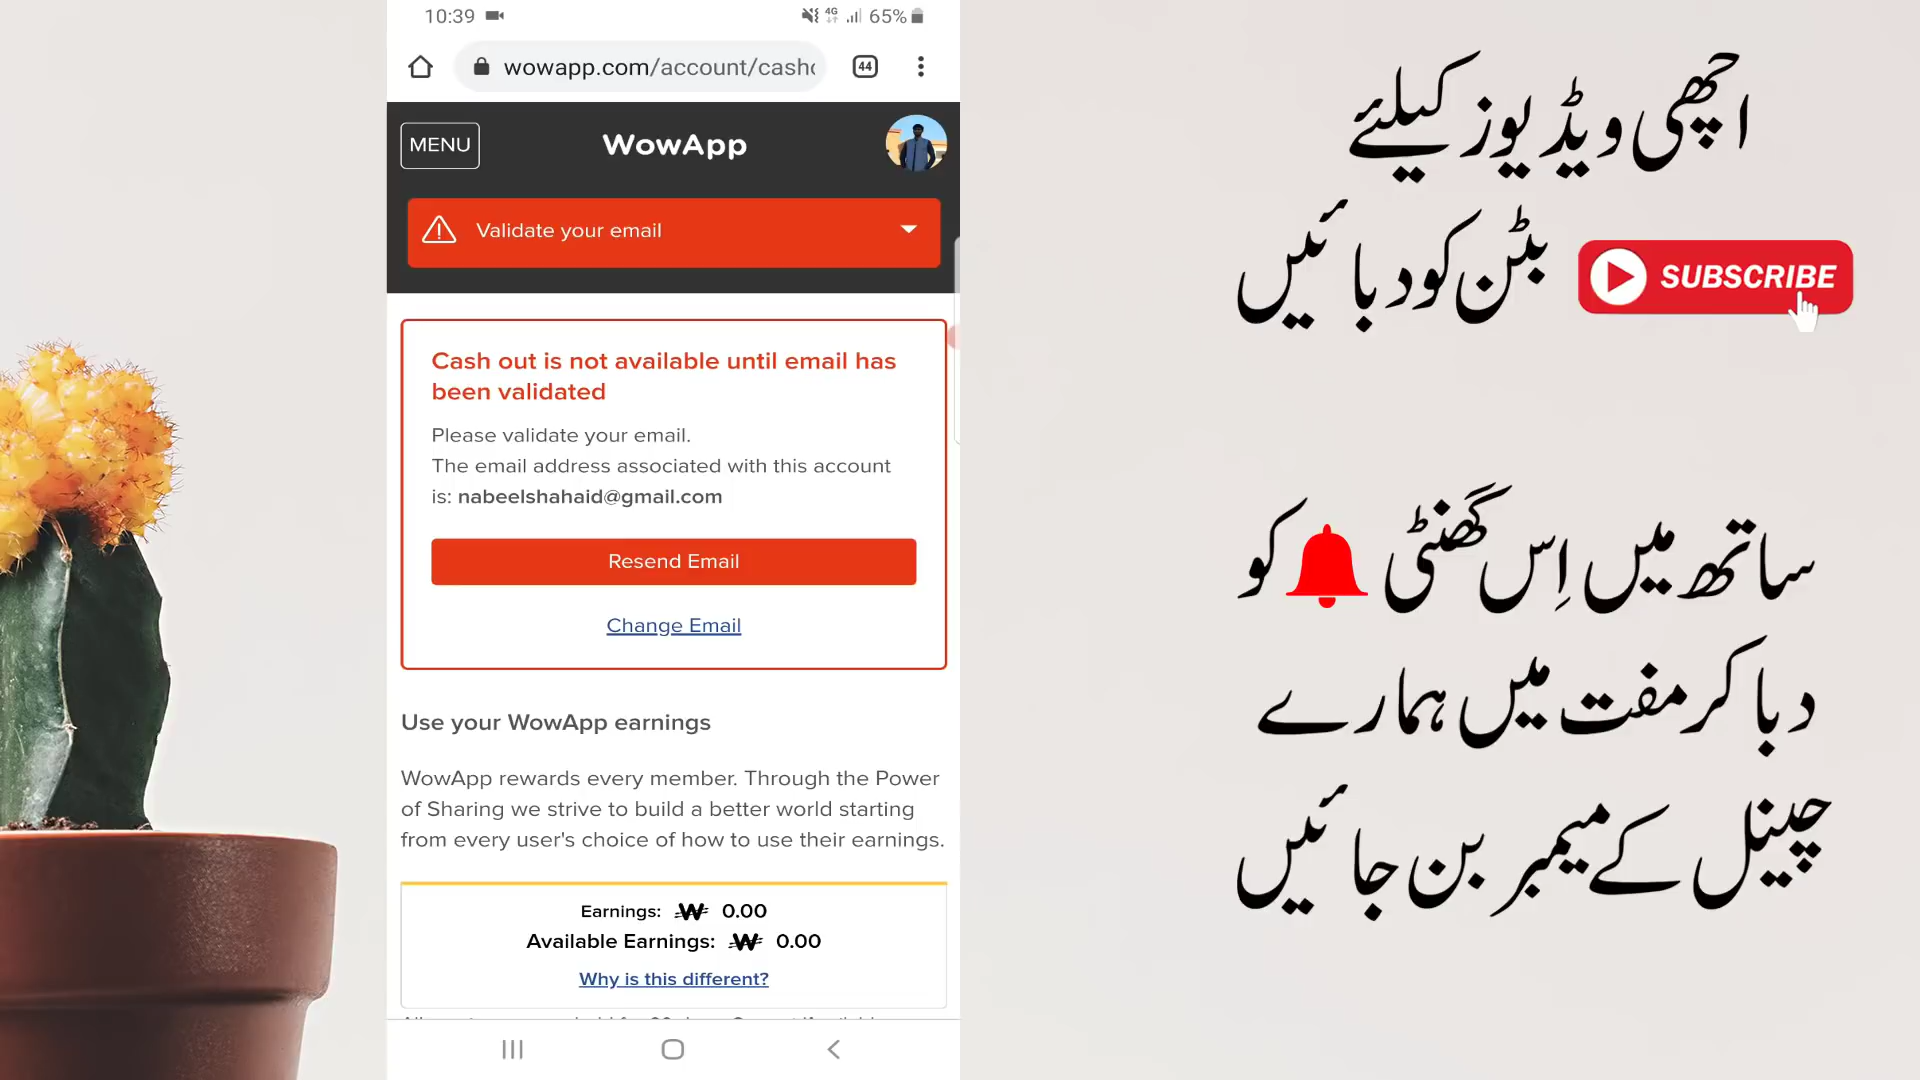 10:39
4G
65%
wowapp.com/account/casho
44
MENU
WowApp
Validate your email
Cash out is not available until email has
been validated
Please validate your email.
The email address associated with this account
is: nabeelshahaid@gmail.com
Resend Email
Change Email
Use your WowApp earnings
WowApp rewards every member. Through the Power
of Sharing we strive to build a better world starting
from every user's choice of how to use their earnings.
Earnings: W 0.00
Available Earnings: W 0.00
Why is this different?
اچھی ویڈیوز کیلئے
SUBSCRIBE بٹن کو دبائیں
ساتھ میں اِس گھنٹی کو
دبا کر مفت میں ہمارے
چینل کے میمبر بن جائیں